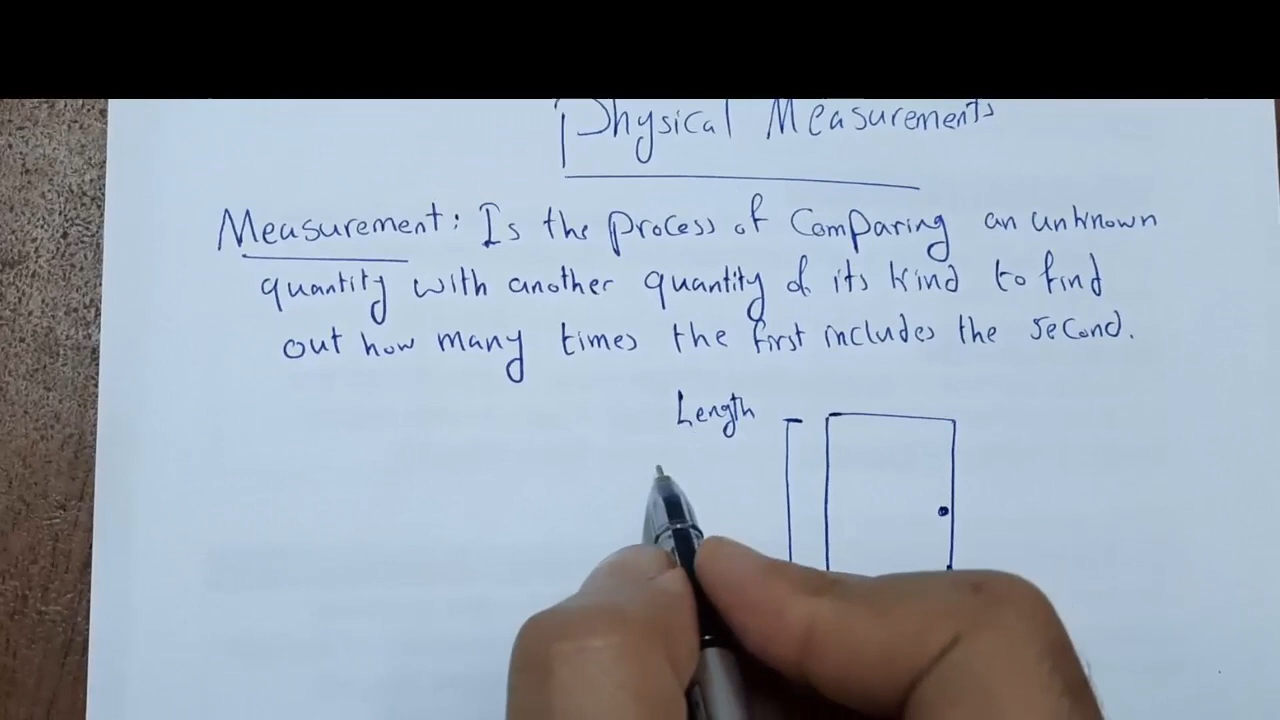 Physical Measurements
Measurement: Is the process of comparing an unknown
quantity with another quantity of its kind to find
out how many times the first includes the second.
Length